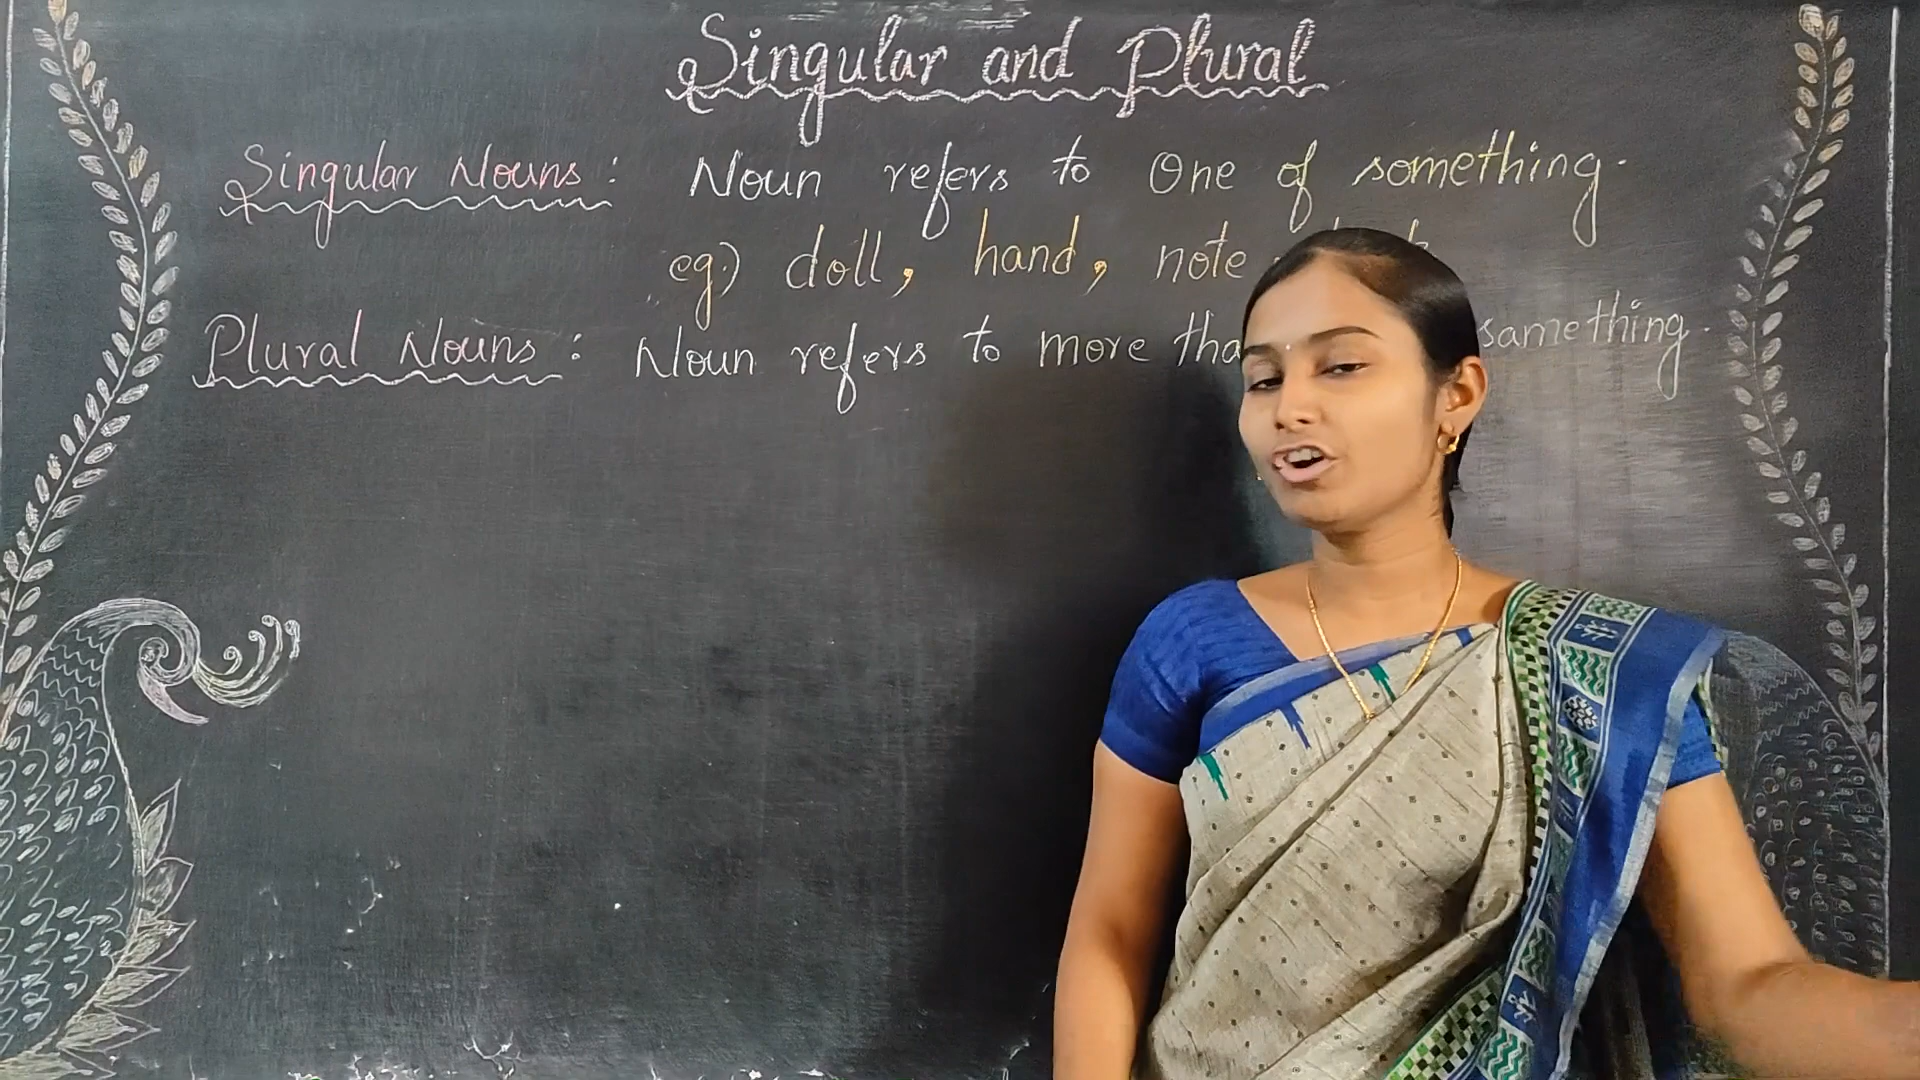 Singular and Plural
Singular Nouns : Noun refers to One of something.
eg.) doll, hand, note
Plural Nouns : Noun refers to more samething.